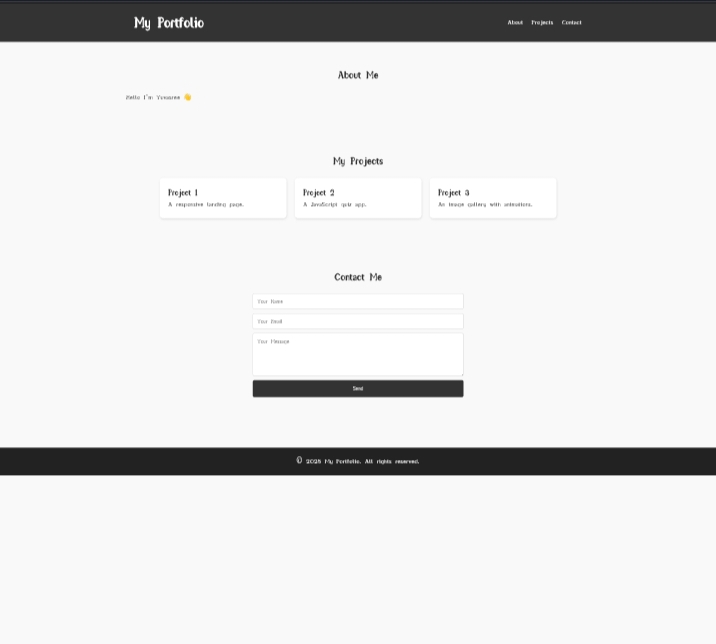 My Portfolio
About Projects Contact
About Me
Hello I'm 👋
My Projects
Project 1
A responsive landing page.
Project 2
A JavaScript quiz app.
Project 3
An image gallery with animations.
Contact Me
Your Name
Your Email
Your Message
Send
© 2025 My Portfolio. All rights reserved.